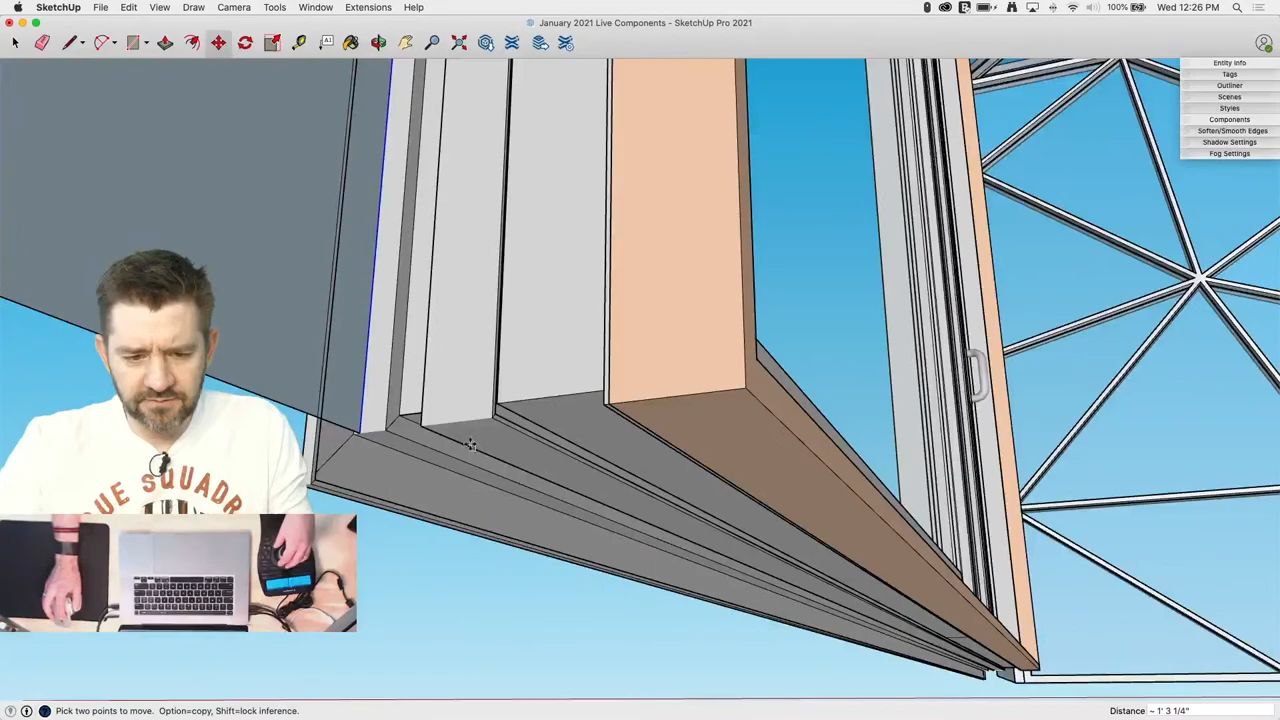 SketchUp File Edit View Draw Camera Tools Window Extensions Help 100% Wed 12:26 PM
January 2021 Live Components - SketchUp Pro 2021
A1
Entity Info
Tags
Outliner
Scenes
Styles
Components
Soften/Smooth Edges
Shadow Settings
Fog Settings
UE SQUADR
Pick two points to move. Option=copy, Shift=lock inference. Distance ~ 1' 3 1/4"